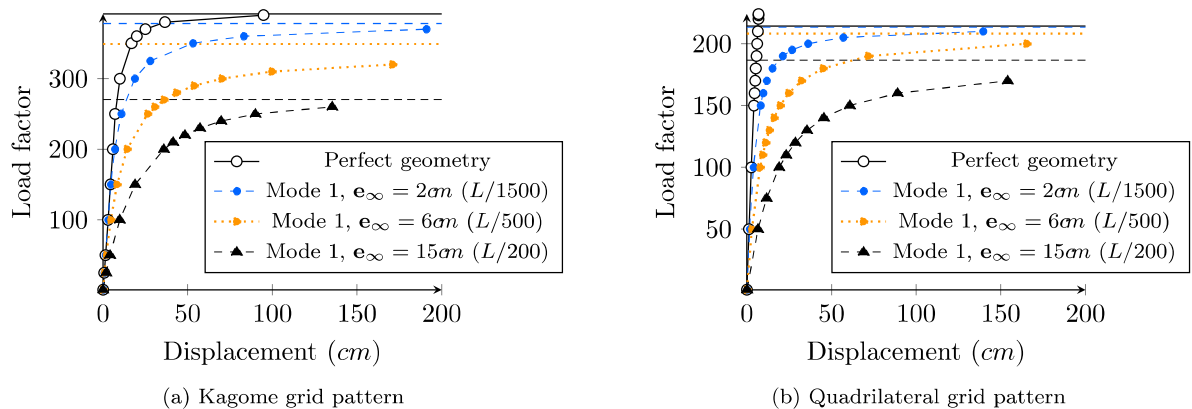 Load factor
300
200
100
0
50
100
150
200
Displacement (cm)
Perfect geometry
Mode 1, e∞ = 2cm (L/1500)
Mode 1, e∞ = 6cm (L/500)
Mode 1, e∞ = 15cm (L/200)
(a) Kagome grid pattern
Load factor
200
150
100
50
0
50
100
150
200
Displacement (cm)
Perfect geometry
Mode 1, e∞ = 2cm (L/1500)
Mode 1, e∞ = 6cm (L/500)
Mode 1, e∞ = 15cm (L/200)
(b) Quadrilateral grid pattern